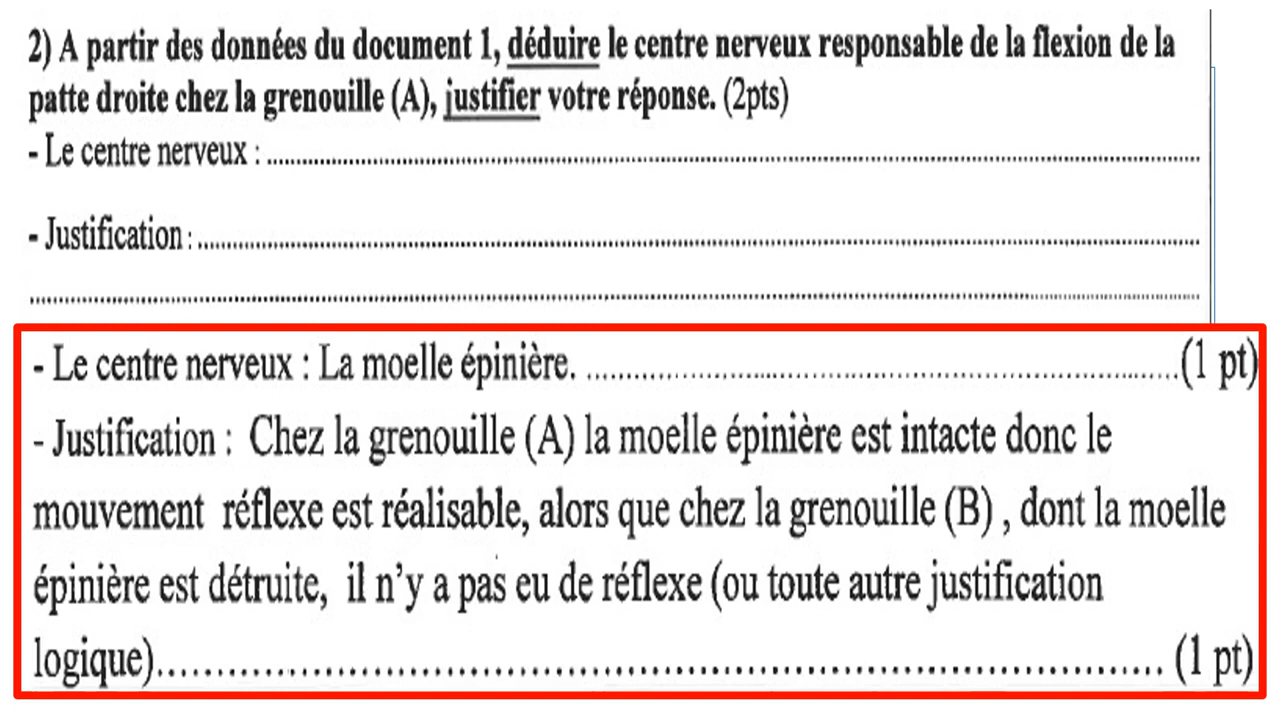 2) A partir des données du document 1, déduire le centre nerveux responsable de la flexion de la
patte droite chez la grenouille (A), justifier votre réponse. (2pts)
- Le centre nerveux : ..........................................................................................
- Justification : ..........................................................................................
..........................................................................................
- Le centre nerveux : La moelle épinière. ..........................................................................................(1 pt)
- Justification : Chez la grenouille (A) la moelle épinière est intacte donc le
mouvement réflexe est réalisable, alors que chez la grenouille (B) , dont la moelle
épinière est détruite, il n’y a pas eu de réflexe (ou toute autre justification
logique).......................................................................................... (1 pt)